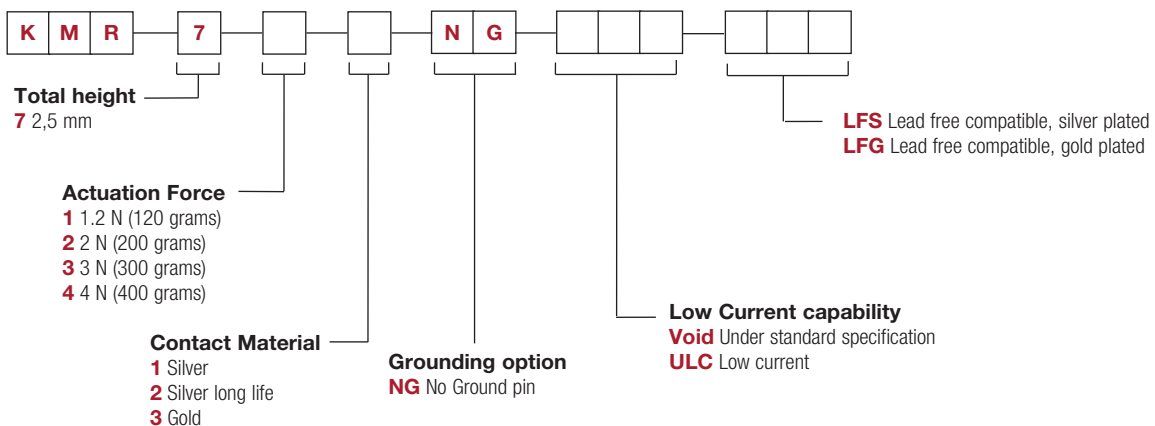 K M R 7 N G
Total height
7 2,5 mm
LFS Lead free compatible, silver plated
LFG Lead free compatible, gold plated
Actuation Force
1 1.2 N (120 grams)
2 2 N (200 grams)
3 3 N (300 grams)
4 4 N (400 grams)
Low Current capability
Void Under standard specification
ULC Low current
Contact Material
1 Silver
2 Silver long life
3 Gold
Grounding option
NG No Ground pin